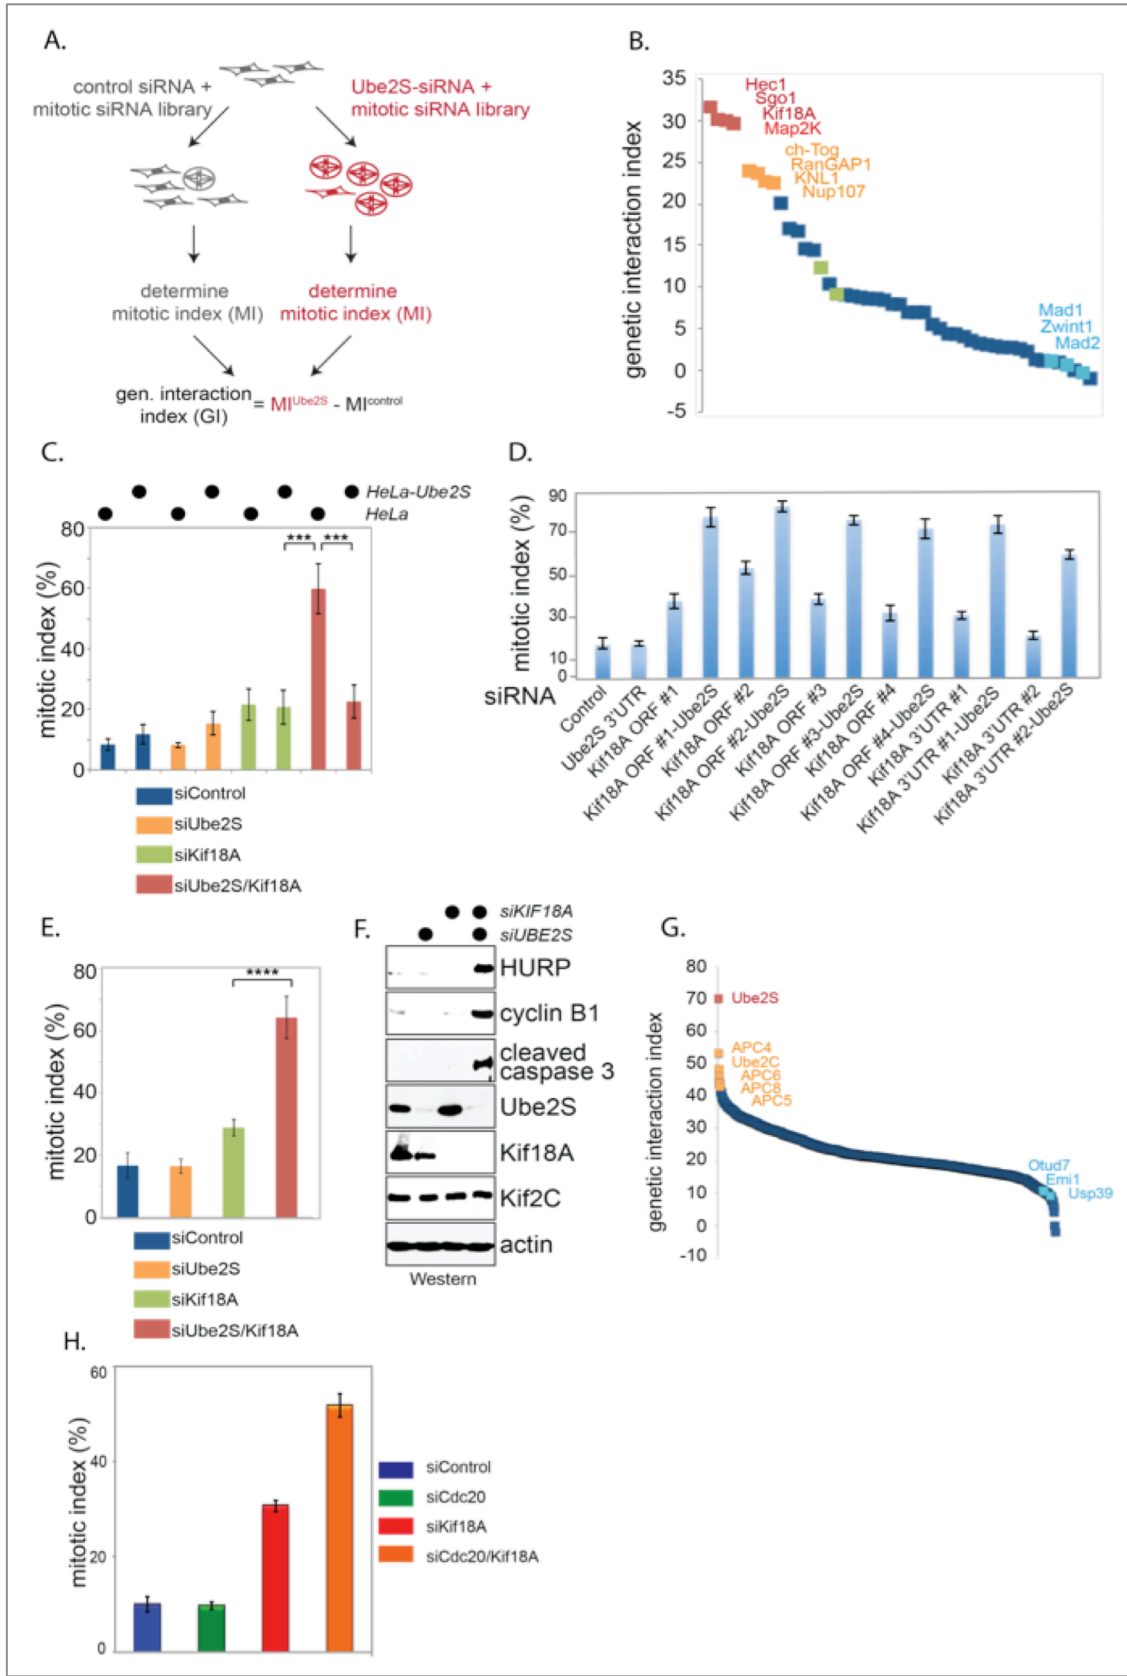 A.
control siRNA +
mitotic siRNA library
Ube2S-siRNA +
mitotic siRNA library
determine
mitotic index (MI)
determine
mitotic index (MI)
gen. interaction
index (GI)
= MI^Ube2S - MI^control
B.
genetic interaction index
35
30
25
20
15
10
5
0
-5
Hec1
Sgo1
Kif18A
Map2K
ch-Tog
RanGAP1
KNL1
Nup107
Mad1
Zwint1
Mad2
C.
HeLa-Ube2S
HeLa
mitotic index (%)
80
60
40
20
0
*** ***
siControl
siUbe2S
siKif18A
siUbe2S/Kif18A
D.
mitotic index (%)
90
70
50
30
10
0
siRNA
Control
Ube2S 3'UTR
Kif18A ORF #1
Kif18A ORF #1-Ube2S
Kif18A ORF #2
Kif18A ORF #2-Ube2S
Kif18A ORF #3
Kif18A ORF #3-Ube2S
Kif18A ORF #4
Kif18A ORF #4-Ube2S
Kif18A 3'UTR #1
Kif18A 3'UTR #1-Ube2S
Kif18A 3'UTR #2
Kif18A 3'UTR #2-Ube2S
E.
mitotic index (%)
80
60
40
20
0
****
siControl
siUbe2S
siKif18A
siUbe2S/Kif18A
F.
siKIF18A
siUBE2S
HURP
cyclin B1
cleaved
caspase 3
Ube2S
Kif18A
Kif2C
actin
Western
G.
genetic interaction index
80
70
60
50
40
30
20
10
0
-10
Ube2S
APC4
Ube2C
APC6
APC8
APC5
Otud7
Emi1
Usp39
H.
mitotic index (%)
60
40
20
0
siControl
siCdc20
siKif18A
siCdc20/Kif18A